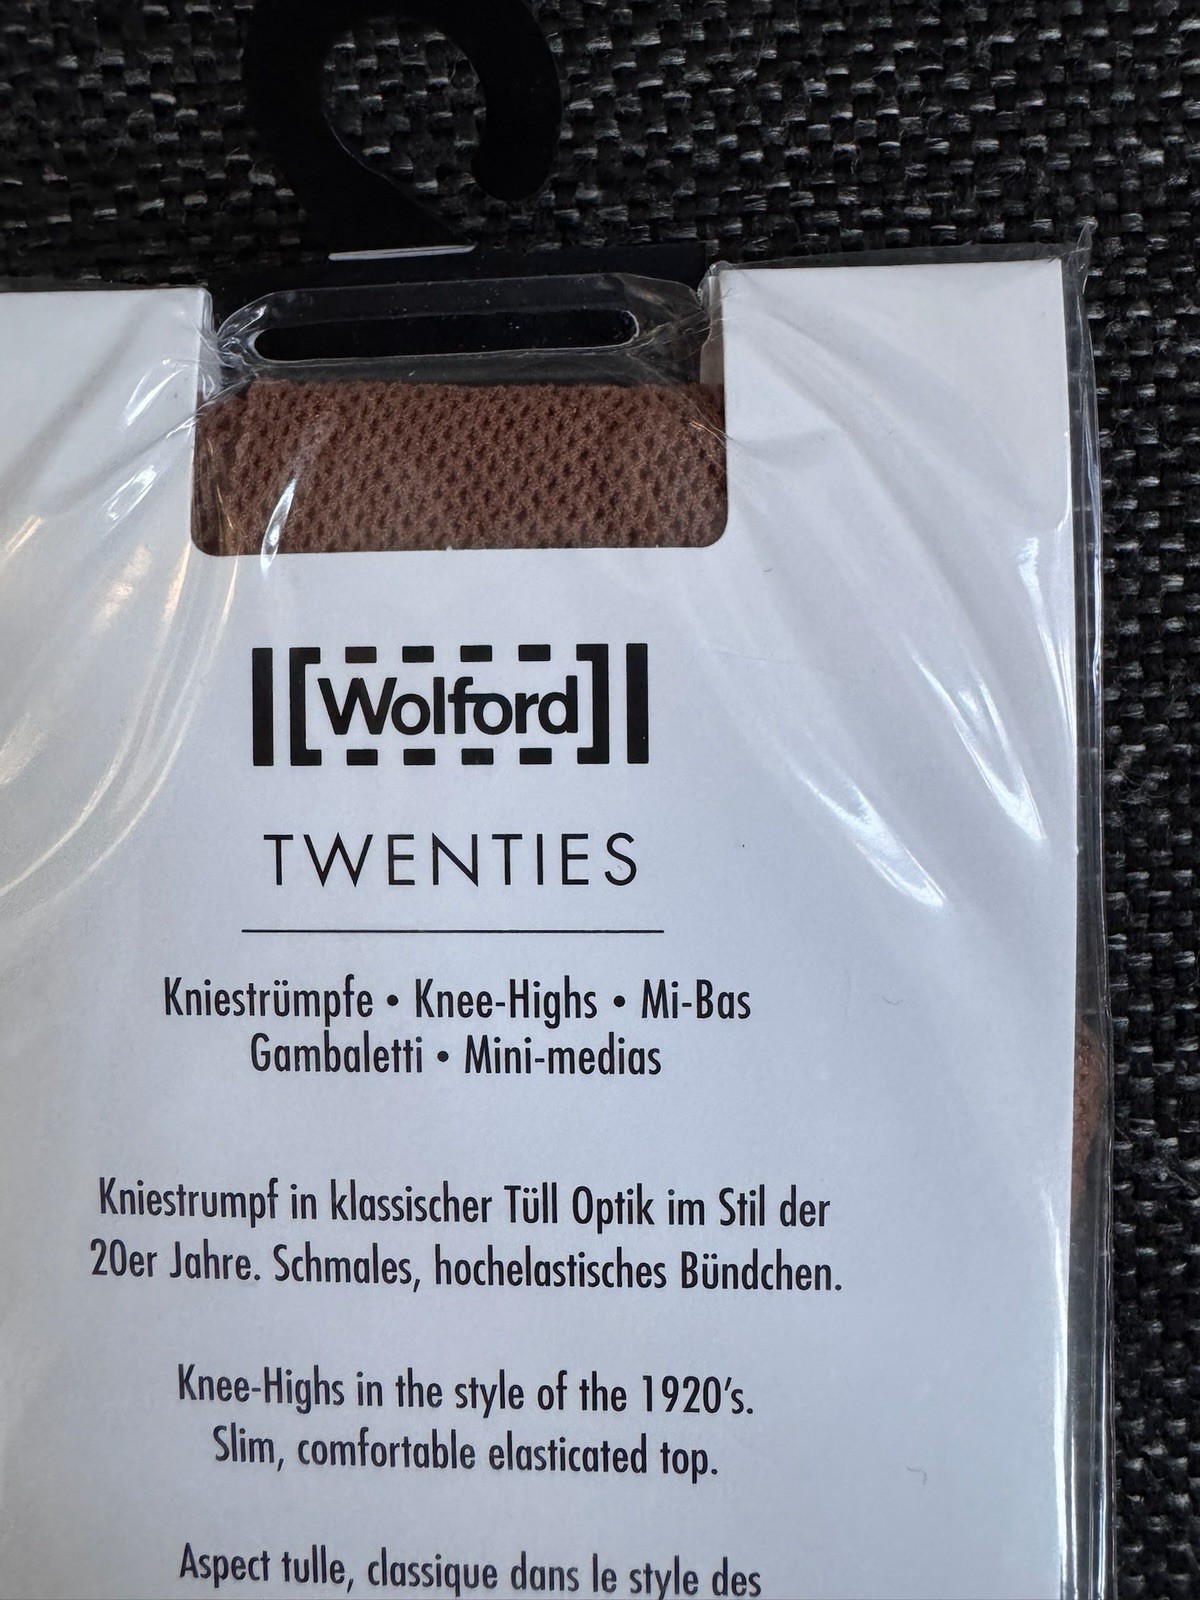 Wolford
TWENTIES
Kniestrümpfe • Knee-Highs • Mi-Bas
Gambaletti • Mini-medias
Kniestrumpf in klassischer Tüll Optik im Stil der
20er Jahre. Schmales, hochelastisches Bündchen.
Knee-Highs in the style of the 1920's.
Slim, comfortable elasticated top.
Aspect tulle, classique dans le style des